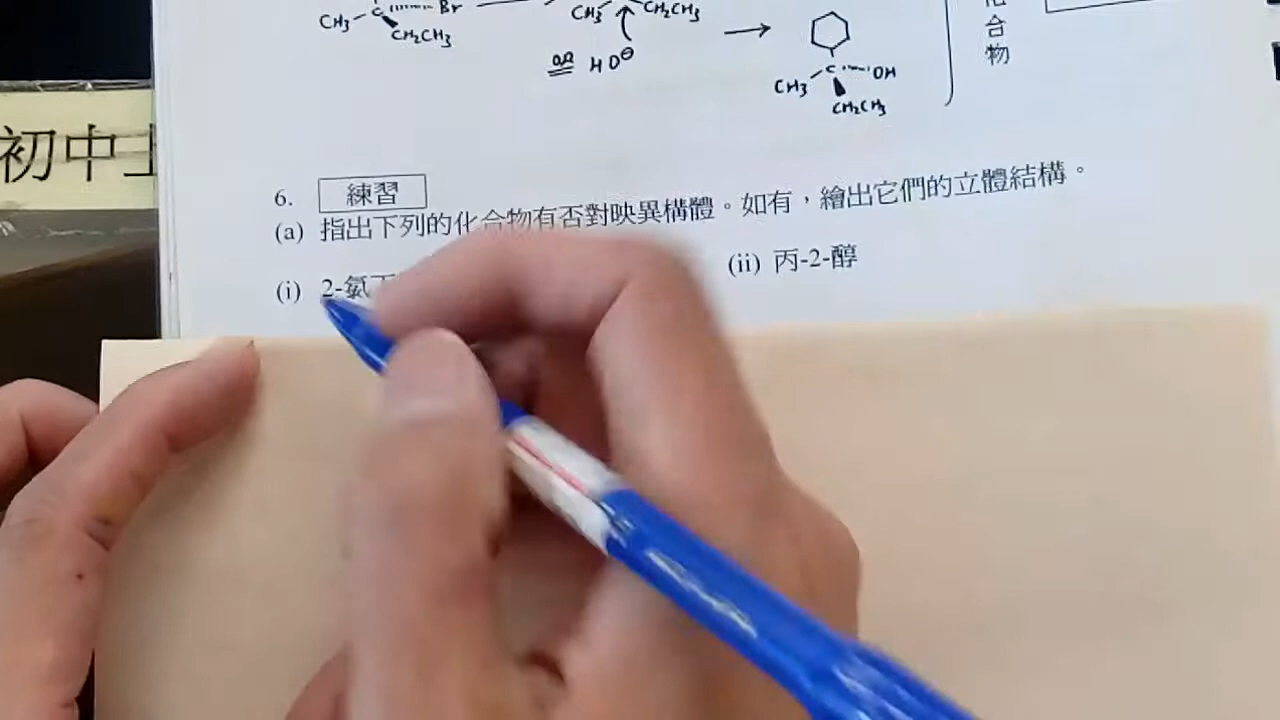 CH₃ C Br
CH₂CH₃
CH₃ CH₂CH₃
HO⊖
CH₃ C OH
CH₂CH₃
合
物
初中
6. 練習
(a) 指出下列的化合物有否對映異構體。如有，繪出它們的立體結構。
(i) 2-氯
(ii) 丙-2-醇